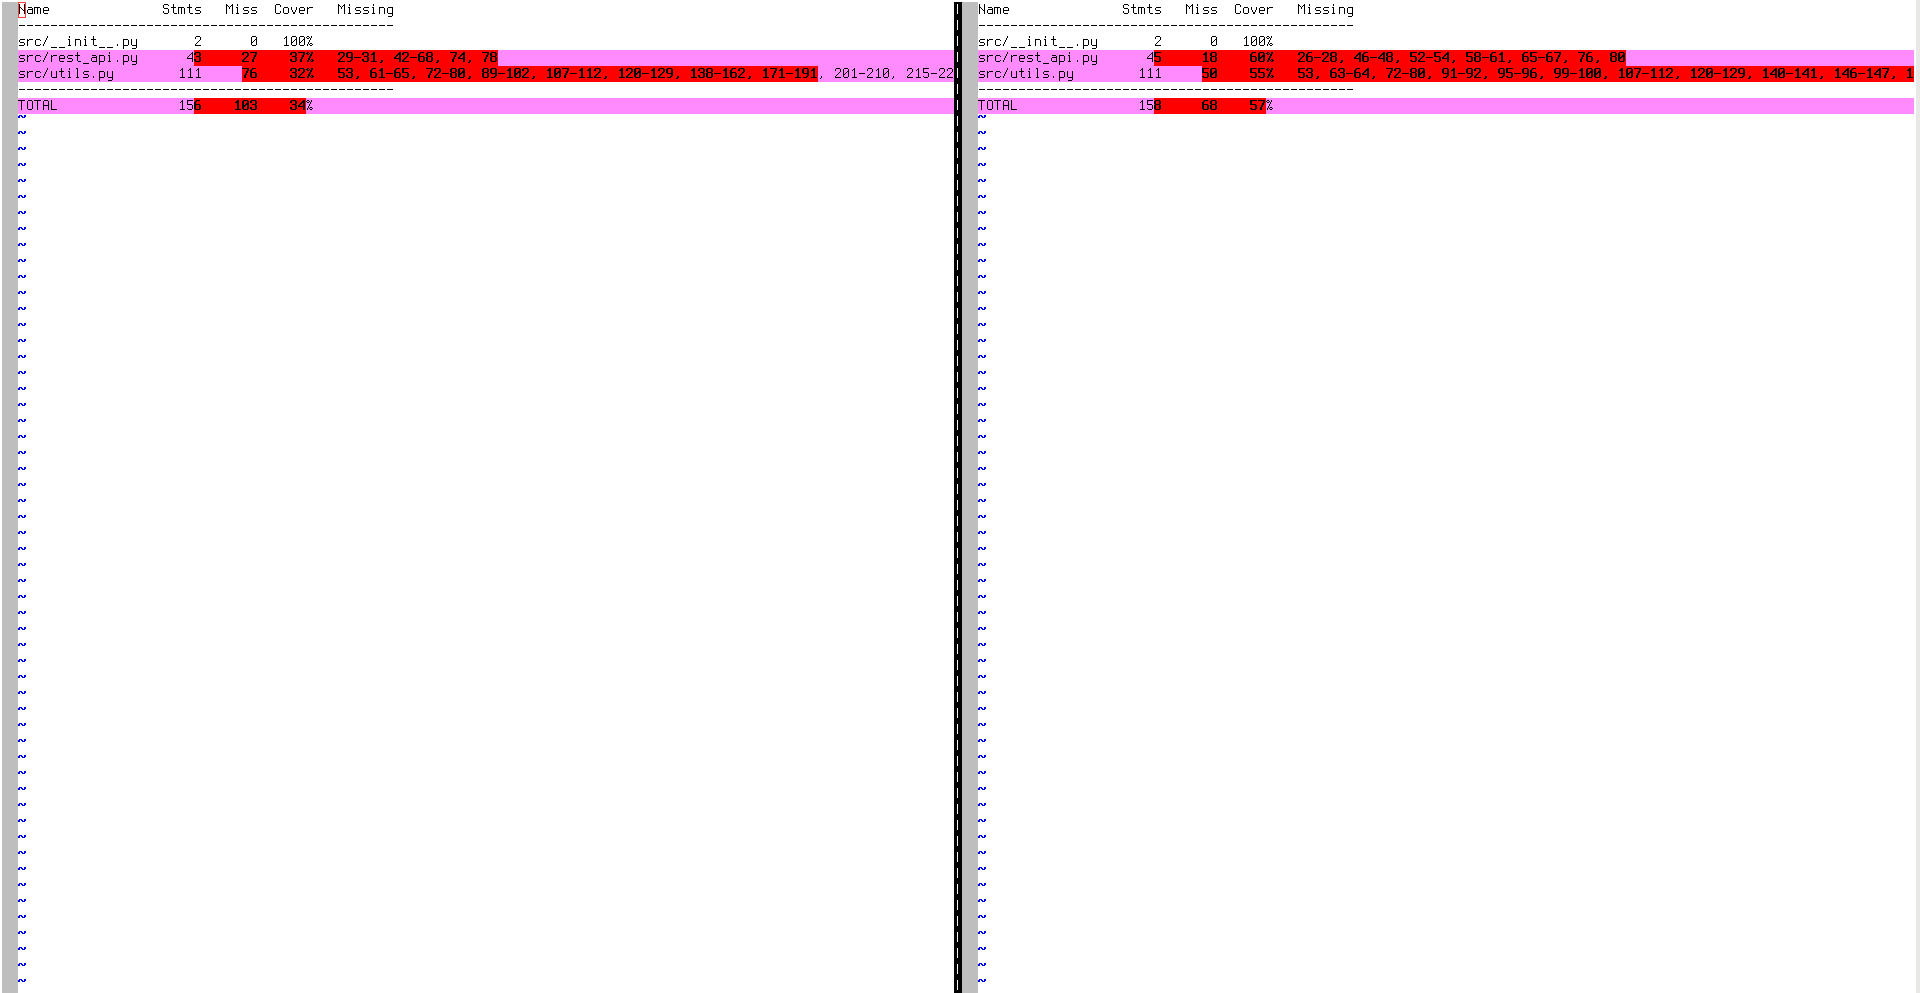 Name              Stmts   Miss  Cover   Missing
-----------------------------------------------
src/__init__.py       2      0   100%
src/rest_api.py      43     27    37%   29-31, 42-68, 74, 78
src/utils.py        111     76    32%   53, 61-65, 72-80, 89-102, 107-112, 120-129, 138-162, 171-191, 201-210, 215-22
-----------------------------------------------
TOTAL               156    103    34%
Name              Stmts   Miss  Cover   Missing
-----------------------------------------------
src/__init__.py       2      0   100%
src/rest_api.py      45     18    60%   26-28, 46-48, 52-54, 58-61, 65-67, 76, 80
src/utils.py        111     50    55%   53, 63-64, 72-80, 91-92, 95-96, 99-100, 107-112, 120-129, 140-141, 146-147, 1
-----------------------------------------------
TOTAL               158     68    57%